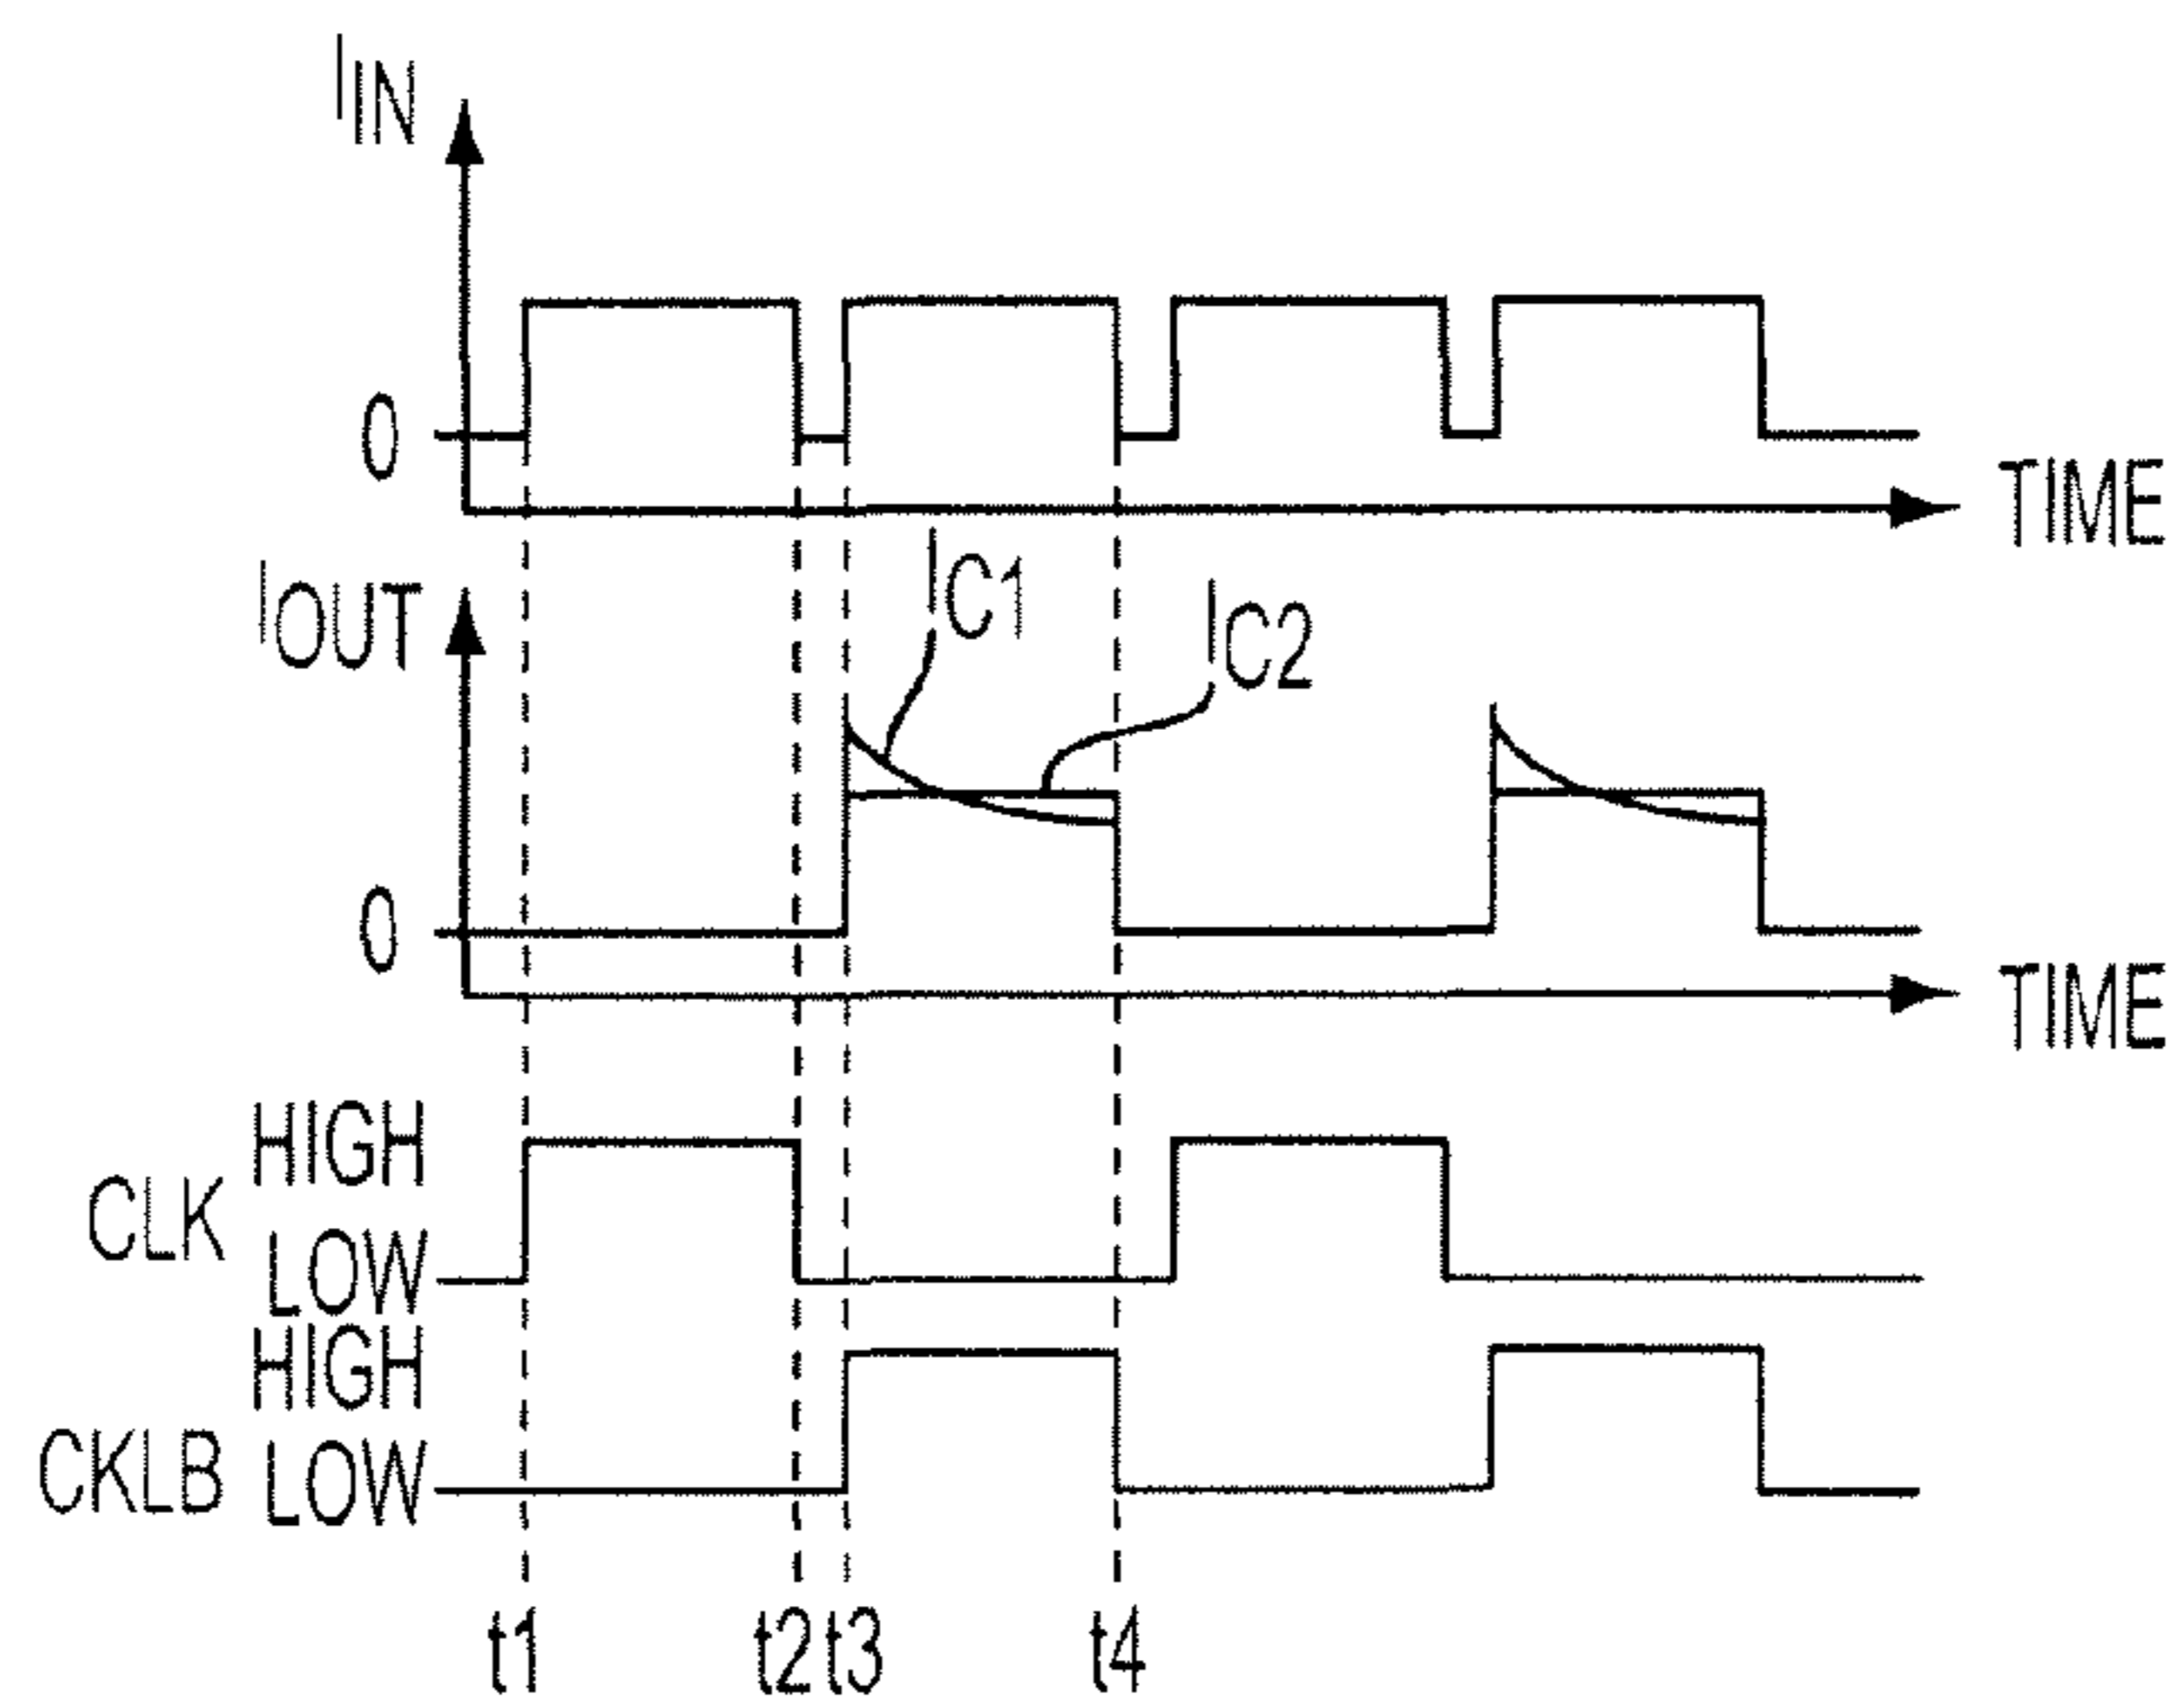 IIN
0
TIME
IOUT
IC1
IC2
0
TIME
HIGH
CLK
LOW
HIGH
CKLB
LOW
t1 t2 t3 t4